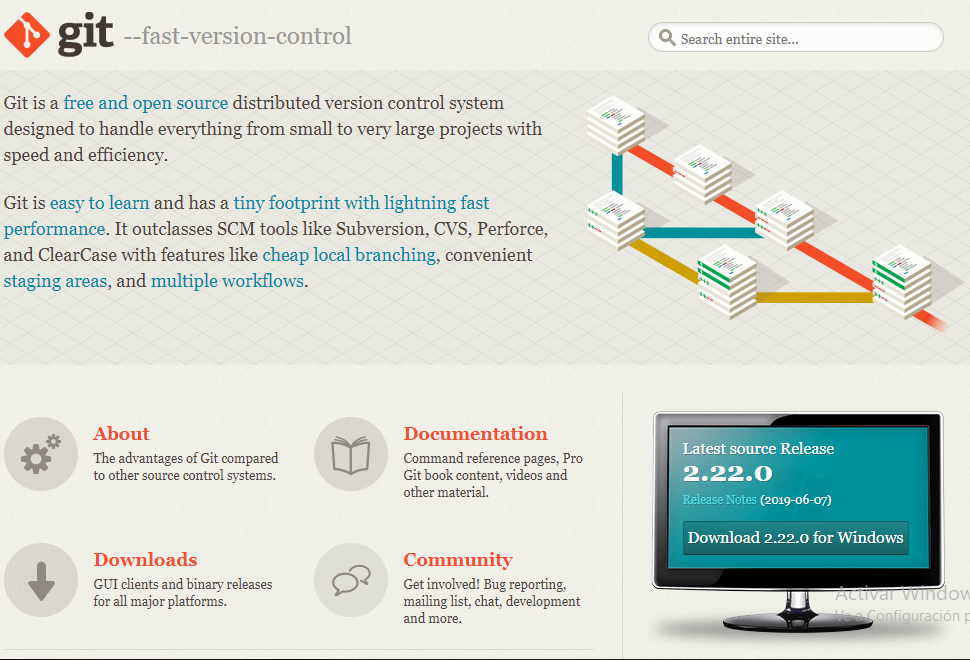 git --fast-version-control
Search entire site...
Git is a free and open source distributed version control system
designed to handle everything from small to very large projects with
speed and efficiency.
Git is easy to learn and has a tiny footprint with lightning fast
performance. It outclasses SCM tools like Subversion, CVS, Perforce,
and ClearCase with features like cheap local branching, convenient
staging areas, and multiple workflows.
About
The advantages of Git compared
to other source control systems.
Documentation
Command reference pages, Pro
Git book content, videos and
other material.
Downloads
GUI clients and binary releases
for all major platforms.
Community
Get involved! Bug reporting,
mailing list, chat, development
and more.
Latest source Release
2.22.0
Release Notes (2019-06-07)
Download 2.22.0 for Windows
Activar Window
Ve a Configuración p